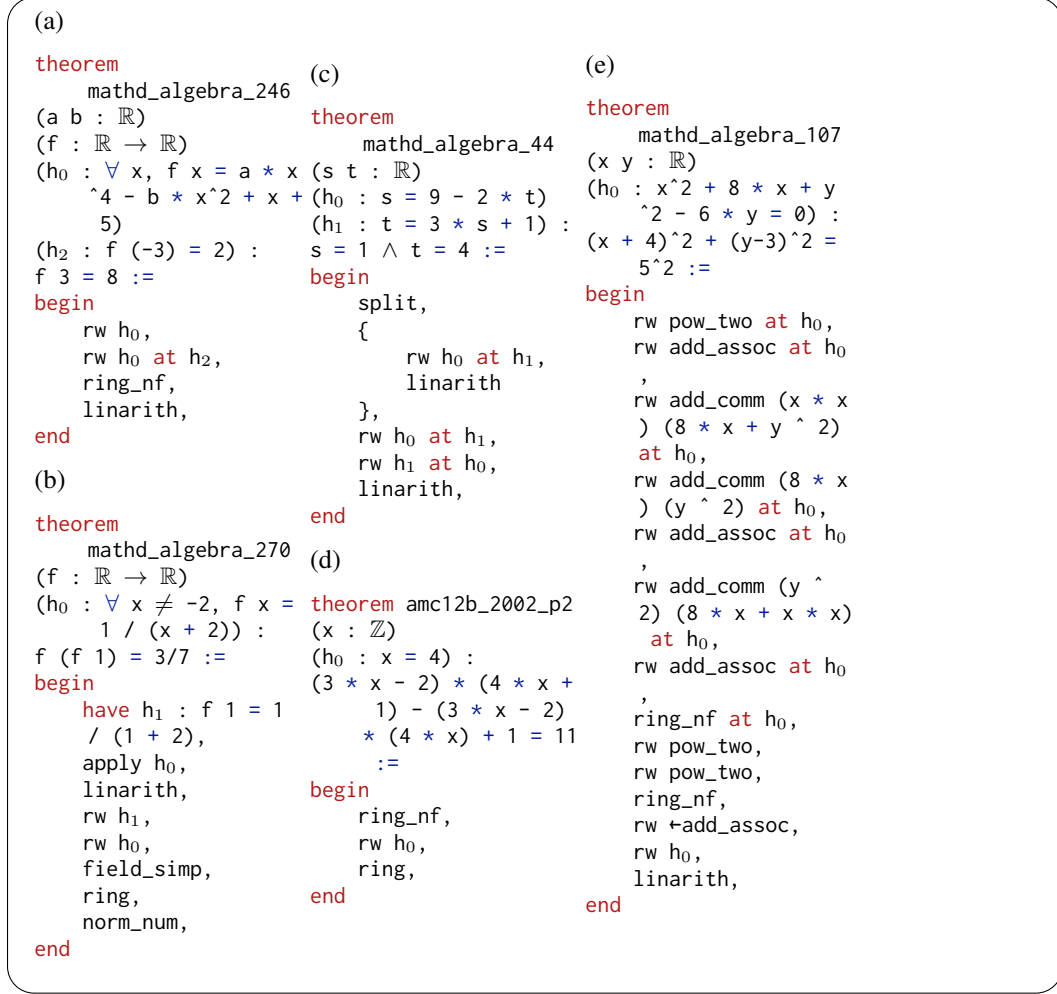 (a)
theorem
mathd_algebra_246
(a b : ℝ)
(f : ℝ → ℝ)
(h₀ : ∀ x, f x = a * x
^4 - b * x^2 + x +
5)
(h₂ : f (-3) = 2) :
f 3 = 8 :=
begin
rw h₀,
rw h₀ at h₂,
ring_nf,
linarith,
end
(b)
theorem
mathd_algebra_270
(f : ℝ → ℝ)
(h₀ : ∀ x ≠ -2, f x =
1 / (x + 2)) :
f (f 1) = 3/7 :=
begin
have h₁ : f 1 = 1
/ (1 + 2),
apply h₀,
linarith,
rw h₁,
rw h₀,
field_simp,
ring,
norm_num,
end
(c)
theorem
mathd_algebra_44
(s t : ℝ)
(h₀ : s = 9 - 2 * t)
(h₁ : t = 3 * s + 1) :
s = 1 ∧ t = 4 :=
begin
split,
{
rw h₀ at h₁,
linarith
},
rw h₀ at h₁,
rw h₁ at h₀,
linarith,
end
(d)
theorem amc12b_2002_p2
(x : ℤ)
(h₀ : x = 4) :
(3 * x - 2) * (4 * x +
1) - (3 * x - 2)
* (4 * x) + 1 = 11
:=
begin
ring_nf,
rw h₀,
ring,
end
(e)
theorem
mathd_algebra_107
(x y : ℝ)
(h₀ : x^2 + 8 * x + y
^2 - 6 * y = 0) :
(x + 4)^2 + (y-3)^2 =
5^2 :=
begin
rw pow_two at h₀,
rw add_assoc at h₀
,
rw add_comm (x * x
) (8 * x + y ^ 2)
at h₀,
rw add_comm (8 * x
) (y ^ 2) at h₀,
rw add_assoc at h₀
,
rw add_comm (y ^
2) (8 * x + x * x)
at h₀,
rw add_assoc at h₀
,
ring_nf at h₀,
rw pow_two,
rw pow_two,
ring_nf,
rw ←add_assoc,
rw h₀,
linarith,
end